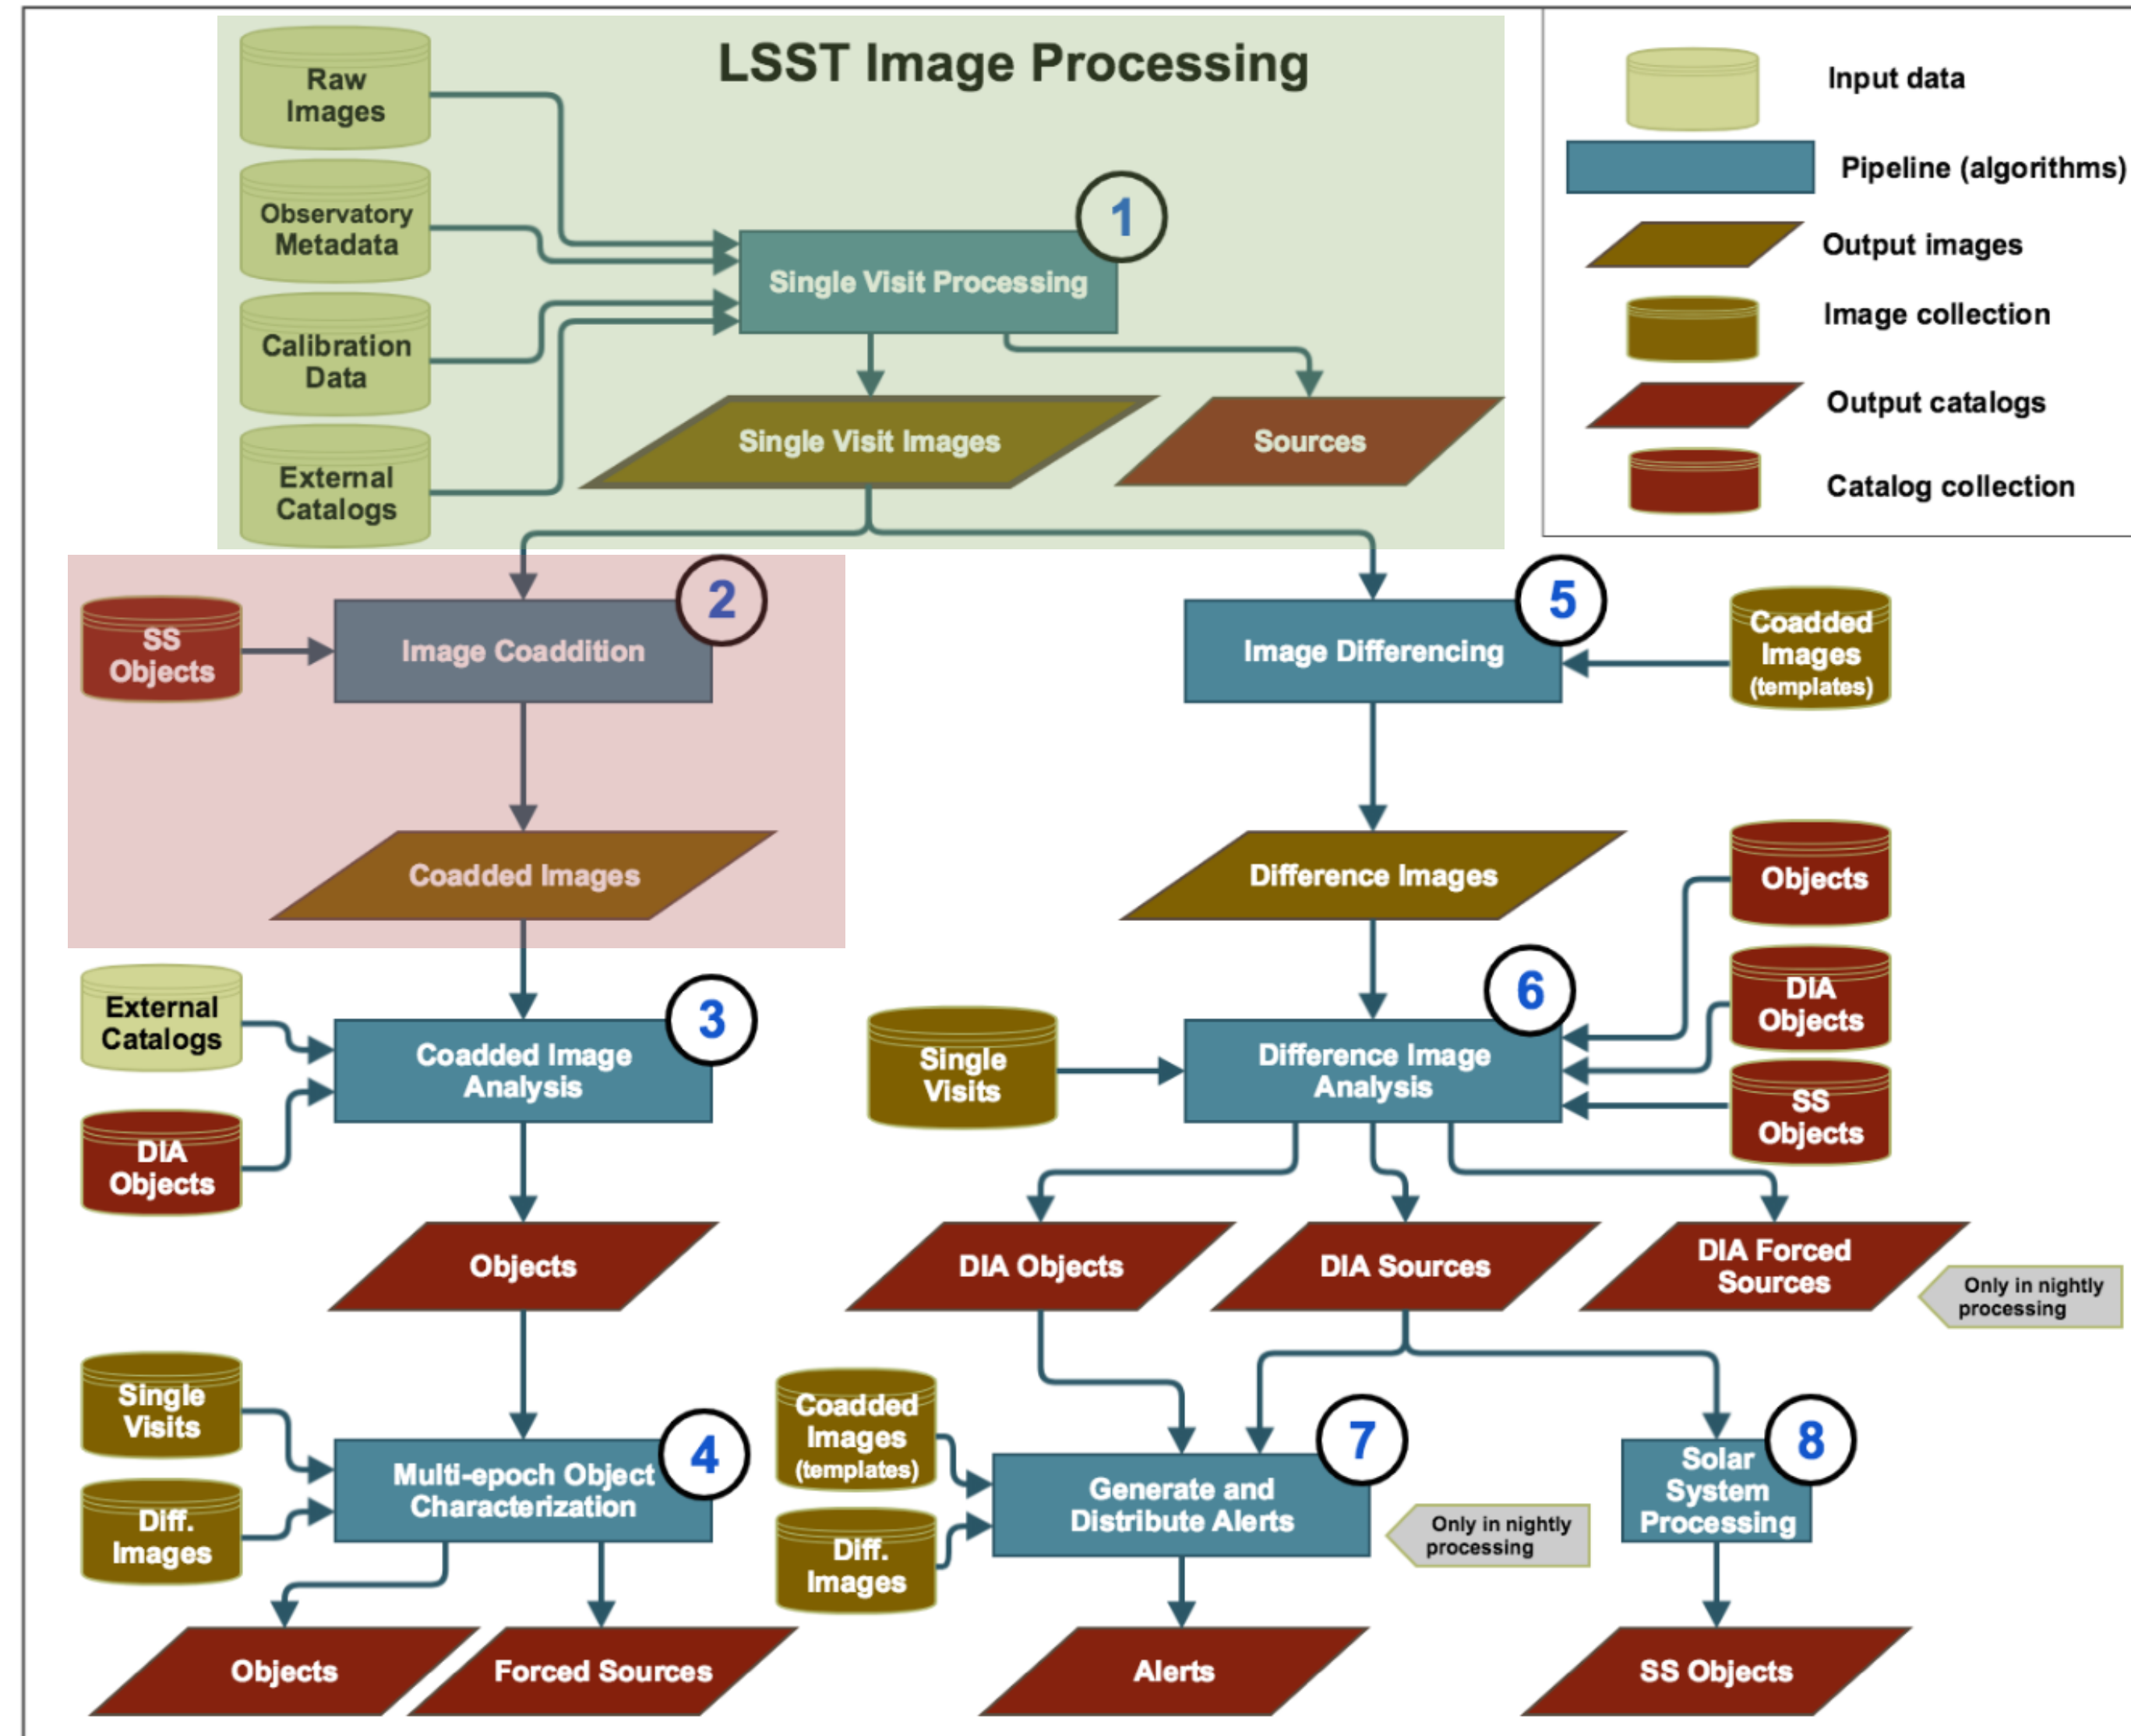 LSST Image Processing
Raw
Images
Observatory
Metadata
Calibration
Data
External
Catalogs
1
Single Visit Processing
Single Visit Images
Sources
Input data
Pipeline (algorithms)
Output images
Image collection
Output catalogs
Catalog collection
SS
Objects
2
Image Coaddition
Coadded Images
5
Image Differencing
Coadded
Images
(templates)
Difference Images
Objects
DIA
Objects
SS
Objects
External
Catalogs
DIA
Objects
3
Coadded Image
Analysis
Single
Visits
6
Difference Image
Analysis
Objects
DIA Objects
DIA Sources
DIA Forced
Sources
Only in nightly
processing
Single
Visits
Diff.
Images
4
Multi-epoch Object
Characterization
Coadded
Images
(templates)
Diff.
Images
7
Generate and
Distribute Alerts
Only in nightly
processing
8
Solar
System
Processing
Objects
Forced Sources
Alerts
SS Objects